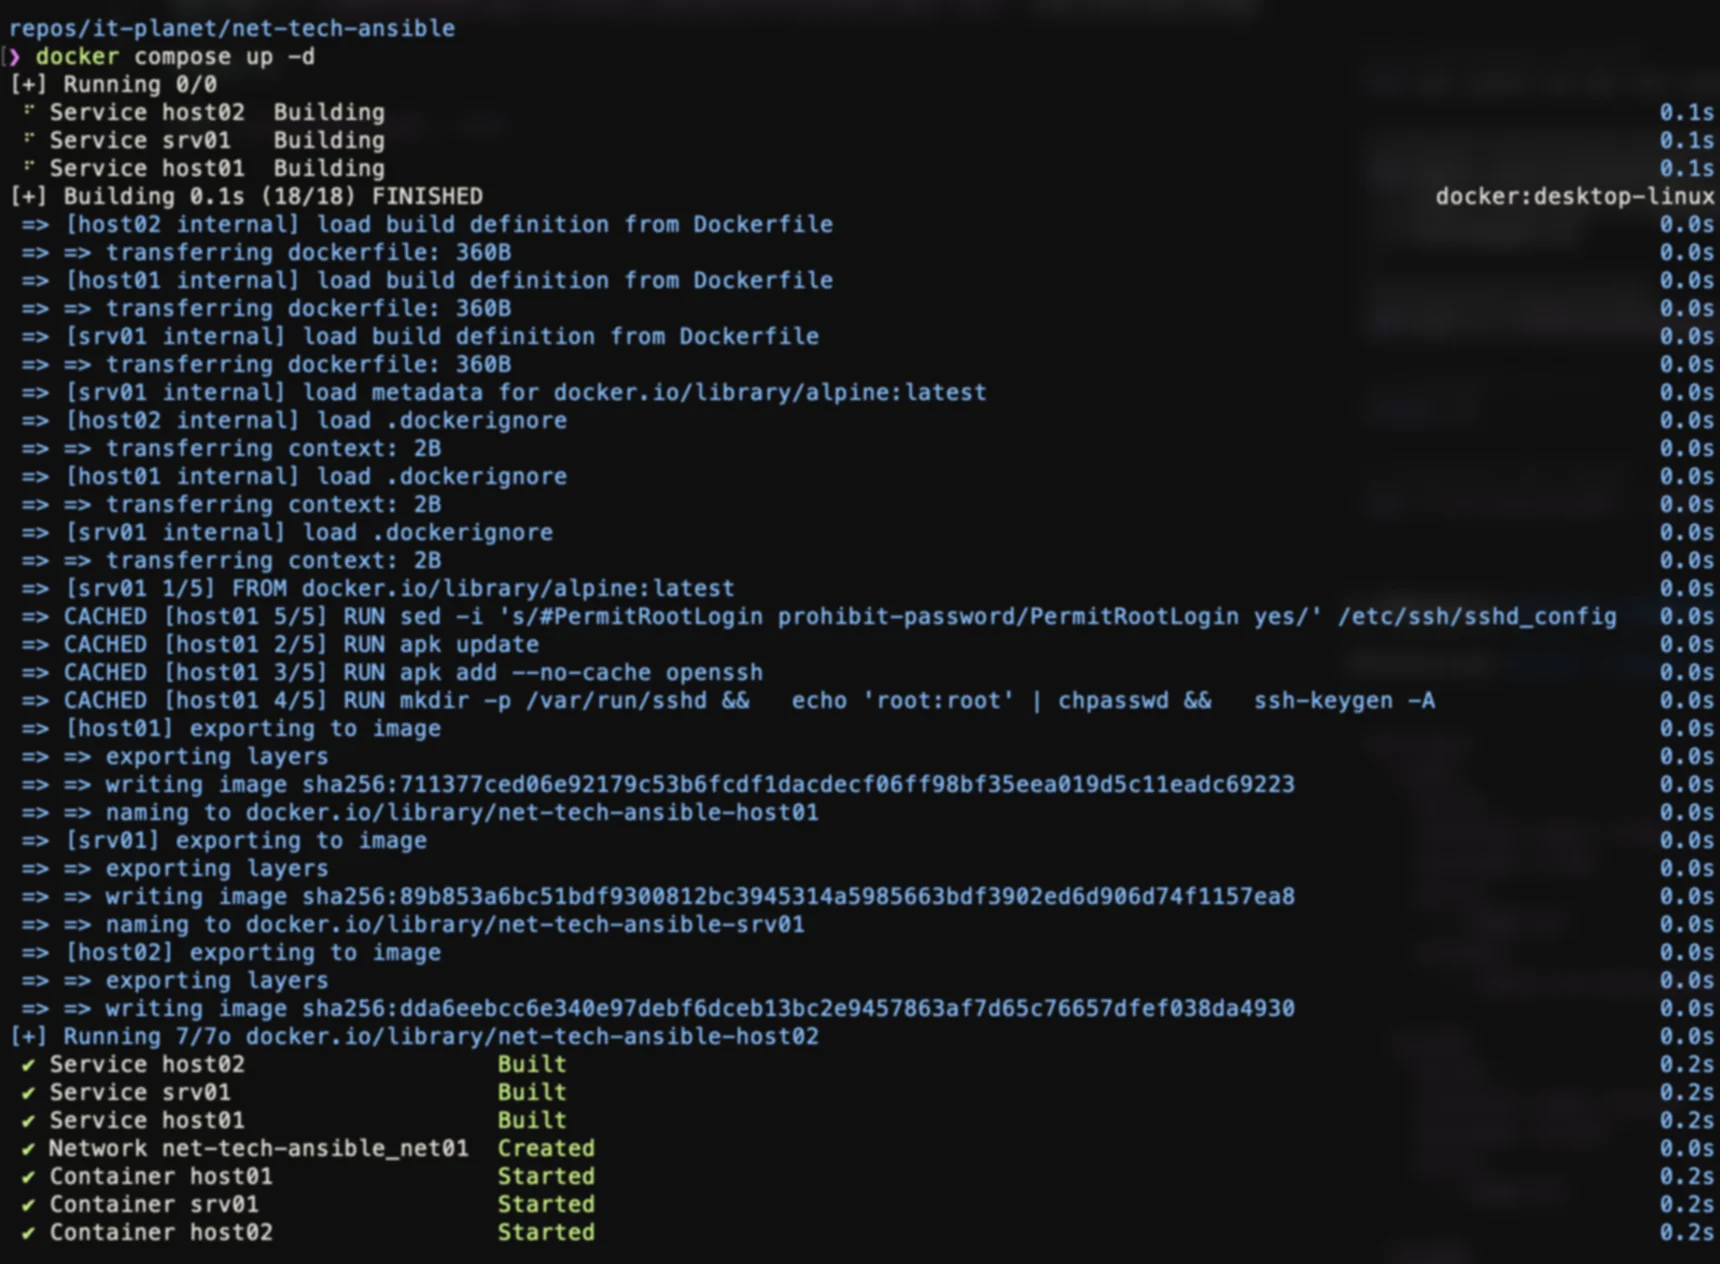 repos/it-planet/net-tech-ansible
❯ docker compose up -d
[+] Running 0/0
⠋ Service host02  Building 0.1s
⠋ Service srv01   Building 0.1s
⠋ Service host01  Building 0.1s
[+] Building 0.1s (18/18) FINISHED docker:desktop-linux
=> [host02 internal] load build definition from Dockerfile 0.0s
=> => transferring dockerfile: 360B 0.0s
=> [host01 internal] load build definition from Dockerfile 0.0s
=> => transferring dockerfile: 360B 0.0s
=> [srv01 internal] load build definition from Dockerfile 0.0s
=> => transferring dockerfile: 360B 0.0s
=> [srv01 internal] load metadata for docker.io/library/alpine:latest 0.0s
=> [host02 internal] load .dockerignore 0.0s
=> => transferring context: 2B 0.0s
=> [host01 internal] load .dockerignore 0.0s
=> => transferring context: 2B 0.0s
=> [srv01 internal] load .dockerignore 0.0s
=> => transferring context: 2B 0.0s
=> [srv01 1/5] FROM docker.io/library/alpine:latest 0.0s
=> CACHED [host01 5/5] RUN sed -i 's/#PermitRootLogin prohibit-password/PermitRootLogin yes/' /etc/ssh/sshd_config 0.0s
=> CACHED [host01 2/5] RUN apk update 0.0s
=> CACHED [host01 3/5] RUN apk add --no-cache openssh 0.0s
=> CACHED [host01 4/5] RUN mkdir -p /var/run/sshd &&   echo 'root:root' | chpasswd &&   ssh-keygen -A 0.0s
=> [host01] exporting to image 0.0s
=> => exporting layers 0.0s
=> => writing image sha256:711377ced06e92179c53b6fcdf1dacdecf06ff98bf35eea019d5c11eadc69223 0.0s
=> => naming to docker.io/library/net-tech-ansible-host01 0.0s
=> [srv01] exporting to image 0.0s
=> => exporting layers 0.0s
=> => writing image sha256:89b853a6bc51bdf9300812bc3945314a5985663bdf3902ed6d906d74f1157ea8 0.0s
=> => naming to docker.io/library/net-tech-ansible-srv01 0.0s
=> [host02] exporting to image 0.0s
=> => exporting layers 0.0s
=> => writing image sha256:dda6eebcc6e340e97debf6dceb13bc2e9457863af7d65c76657dfef038da4930 0.0s
[+] Running 7/7o docker.io/library/net-tech-ansible-host02 0.0s
✔ Service host02 Built 0.2s
✔ Service srv01 Built 0.2s
✔ Service host01 Built 0.2s
✔ Network net-tech-ansible_net01 Created 0.0s
✔ Container host01 Started 0.2s
✔ Container srv01 Started 0.2s
✔ Container host02 Started 0.2s